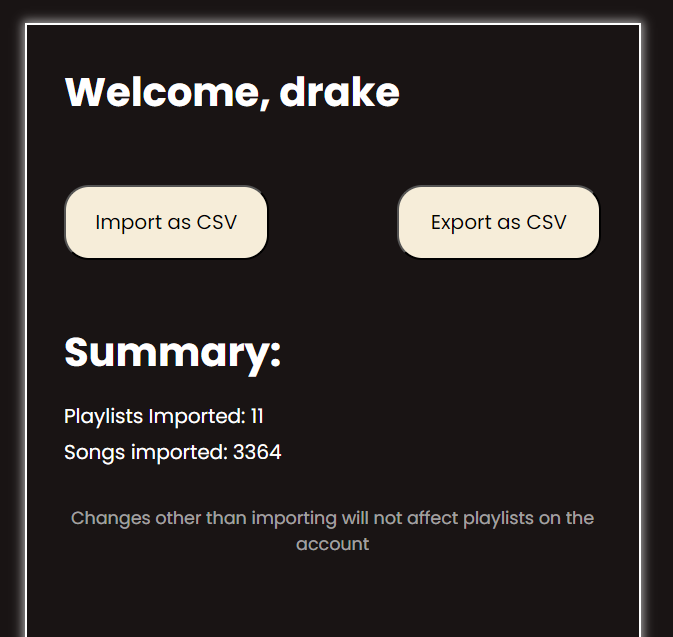 Welcome, drake
Import as CSV
Export as CSV
Summary:
Playlists Imported: 11
Songs imported: 3364
Changes other than importing will not affect playlists on the
account